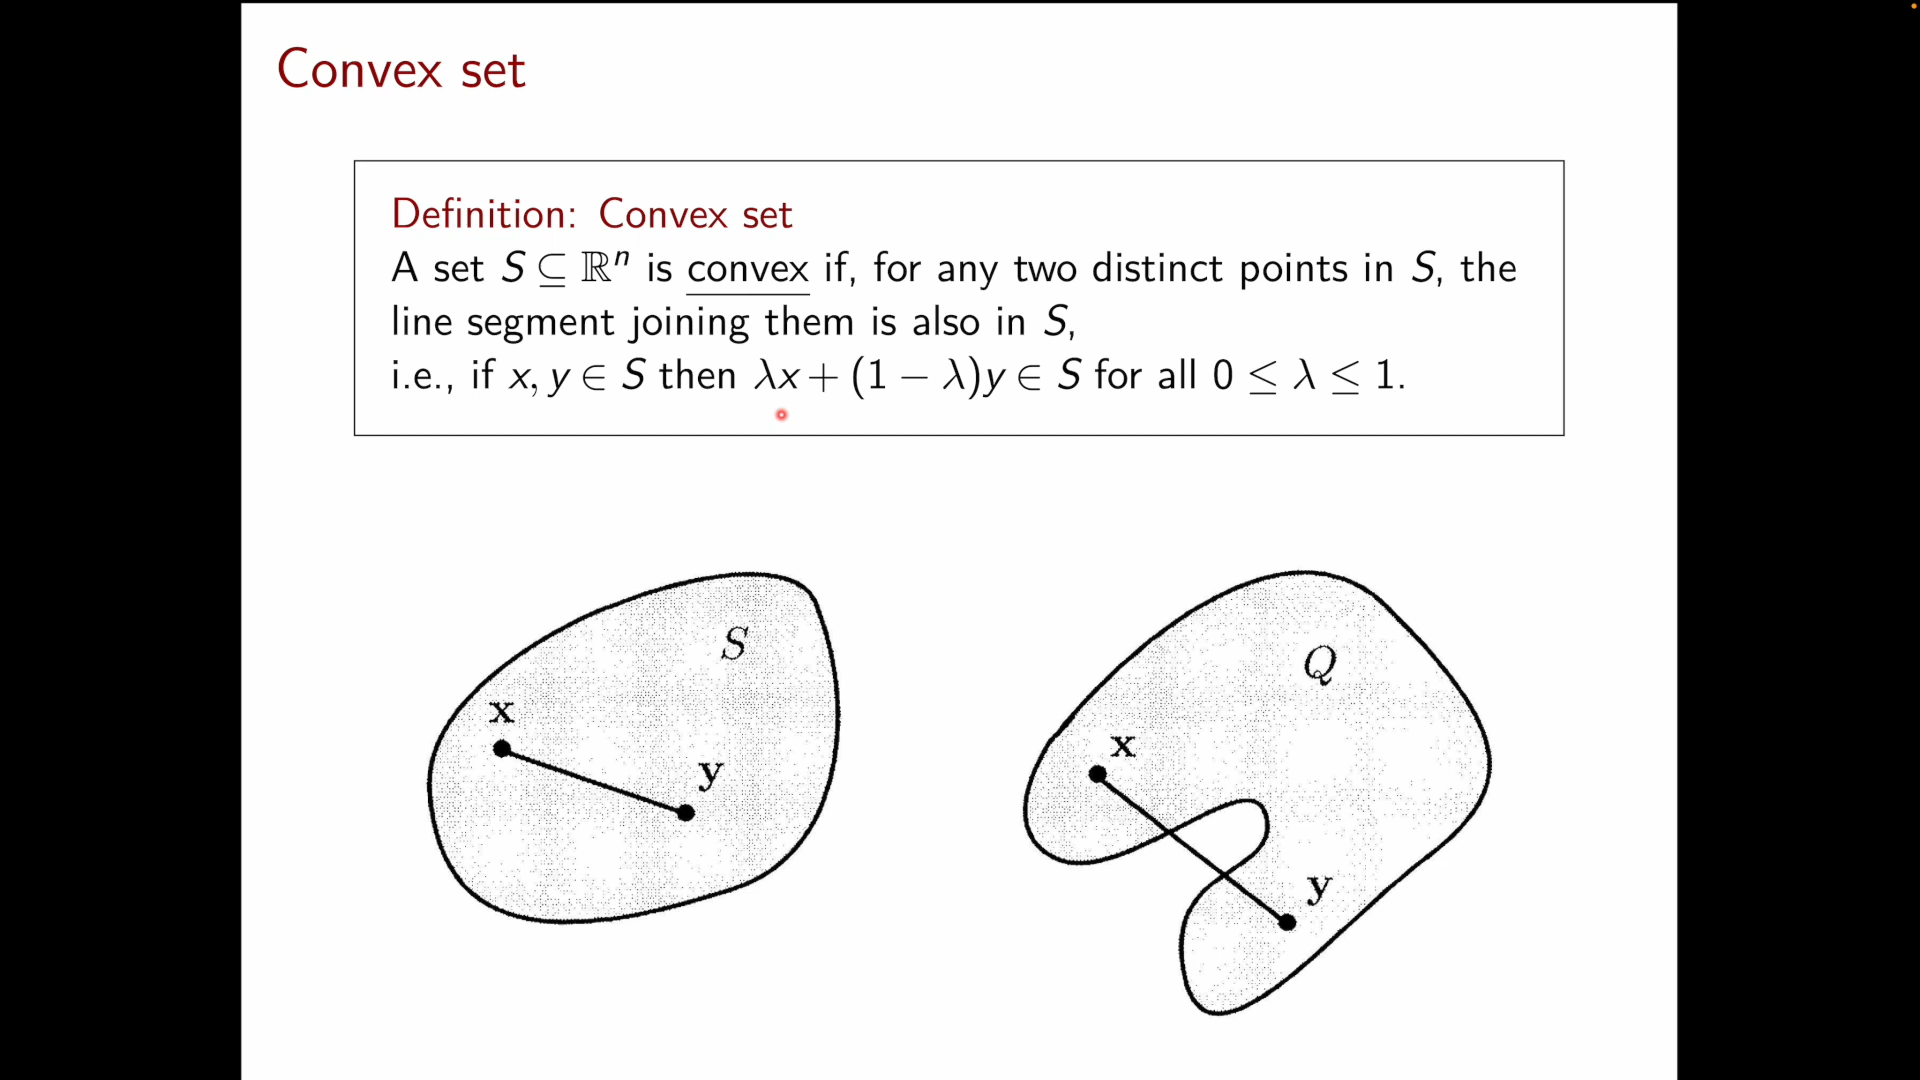 Convex set
Definition: Convex set
A set S ⊆ ℝⁿ is convex if, for any two distinct points in S, the
line segment joining them is also in S,
i.e., if x, y ∈ S then λx + (1 − λ)y ∈ S for all 0 ≤ λ ≤ 1.
S
x
y
Q
x
y